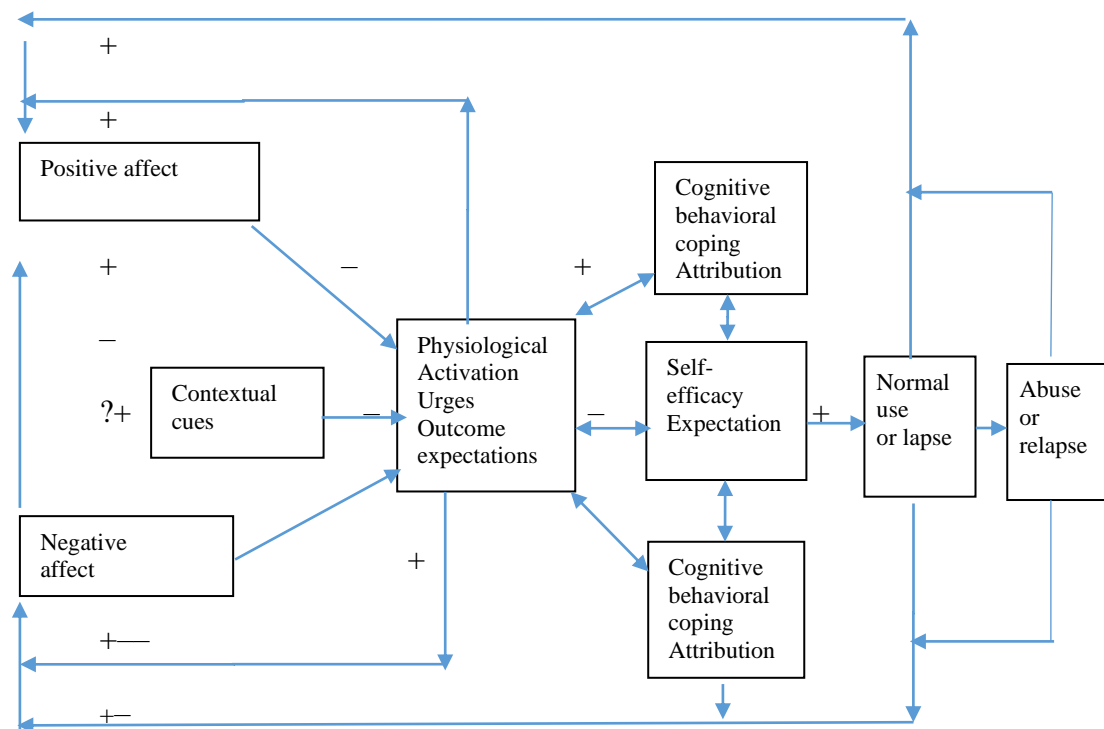 +
+
Positive affect
Cognitive
behavioral
coping
Attribution
+
–
+
–
Physiological
Activation
Urges
Outcome
expectations
Contextual
cues
?+
–
–
Self-
efficacy
Expectation
+
Normal
use
or lapse
Abuse
or
relapse
Negative
affect
+
Cognitive
behavioral
coping
Attribution
+—
+–